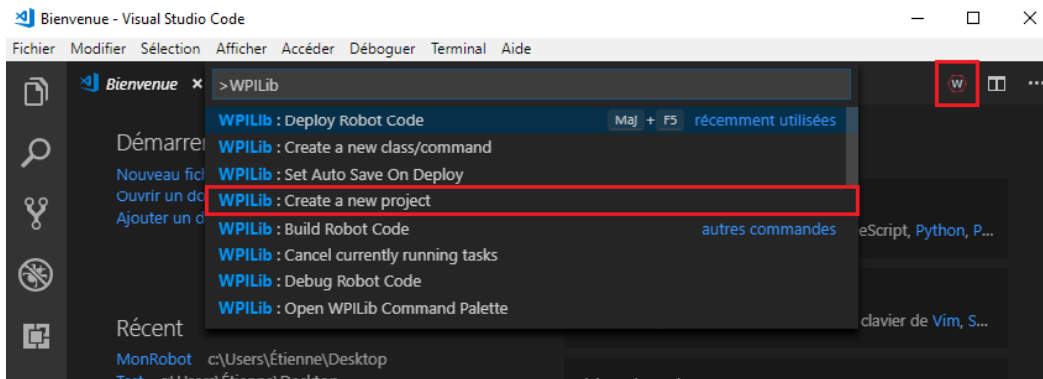 Bienvenue - Visual Studio Code
Fichier Modifier Sélection Afficher Accéder Déboguer Terminal Aide
Bienvenue
>WPILib
W
WPILib : Deploy Robot Code Maj + F5 récemment utilisées
WPILib : Create a new class/command
WPILib : Set Auto Save On Deploy
WPILib : Create a new project
WPILib : Build Robot Code autres commandes
WPILib : Cancel currently running tasks
WPILib : Debug Robot Code
WPILib : Open WPILib Command Palette
Démarrer
Nouveau fich
Ouvrir un do
Ajouter un d
eScript, Python, P...
clavier de Vim, S...
Récent
MonRobot c:\Users\Étienne\Desktop